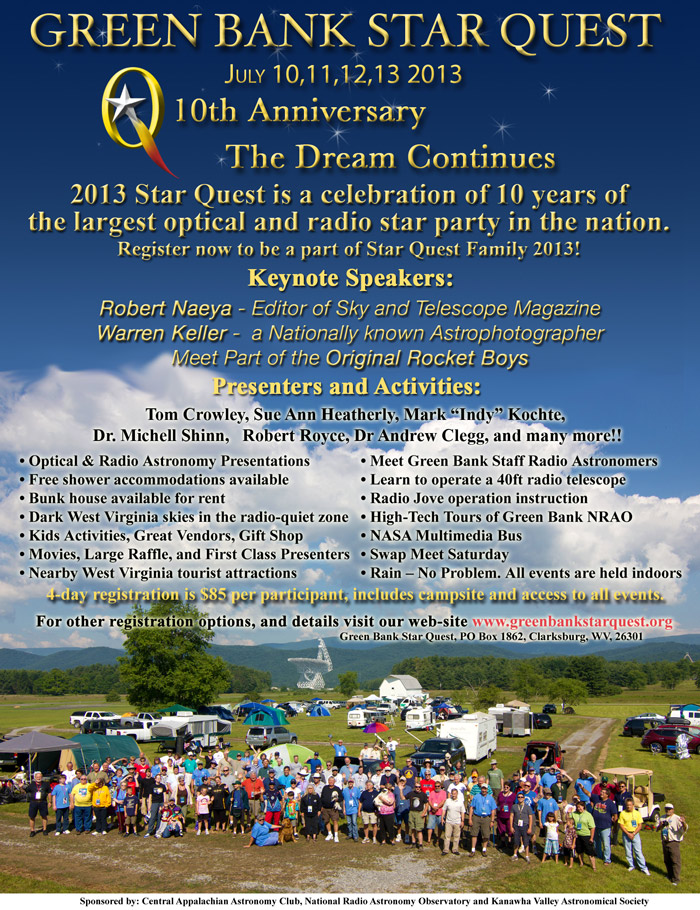 GREEN BANK STAR QUEST
JULY 10,11,12,13 2013
Q 10th Anniversary
The Dream Continues
2013 Star Quest is a celebration of 10 years of
the largest optical and radio star party in the nation.
Register now to be a part of Star Quest Family 2013!
Keynote Speakers:
Robert Naeya - Editor of Sky and Telescope Magazine
Warren Keller - a Nationally known Astrophotographer
Meet Part of the Original Rocket Boys
Presenters and Activities:
Tom Crowley, Sue Ann Heatherly, Mark “Indy” Kochte,
Dr. Michell Shinn, Robert Royce, Dr Andrew Clegg, and many more!!
• Optical & Radio Astronomy Presentations
• Free shower accommodations available
• Bunk house available for rent
• Dark West Virginia skies in the radio-quiet zone
• Kids Activities, Great Vendors, Gift Shop
• Movies, Large Raffle, and First Class Presenters
• Nearby West Virginia tourist attractions
• Meet Green Bank Staff Radio Astronomers
• Learn to operate a 40ft radio telescope
• Radio Jove operation instruction
• High-Tech Tours of Green Bank NRAO
• NASA Multimedia Bus
• Swap Meet Saturday
• Rain – No Problem. All events are held indoors
4-day registration is $85 per participant, includes campsite and access to all events.
For other registration options, and details visit our web-site www.greenbankstarquest.org
Green Bank Star Quest, PO Box 1862, Clarksburg, WV, 26301
Sponsored by: Central Appalachian Astronomy Club, National Radio Astronomy Observatory and Kanawha Valley Astronomical Society